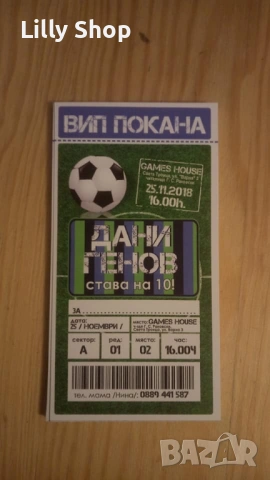 Lilly Shop
ВИП ПОКАНА
GAMES HOUSE
25.11.2018
16.00ч.
ДАНИ
ПЕНОВ
става на 10!
ЗА
ДАТА:
25 / НОЕМВРИ /
МЯСТО: GAMES HOUSE
сектор: ред: място: час:
A 01 02 16.00ч
тел. мама /Нина/: 0889 441 587
BAZAR